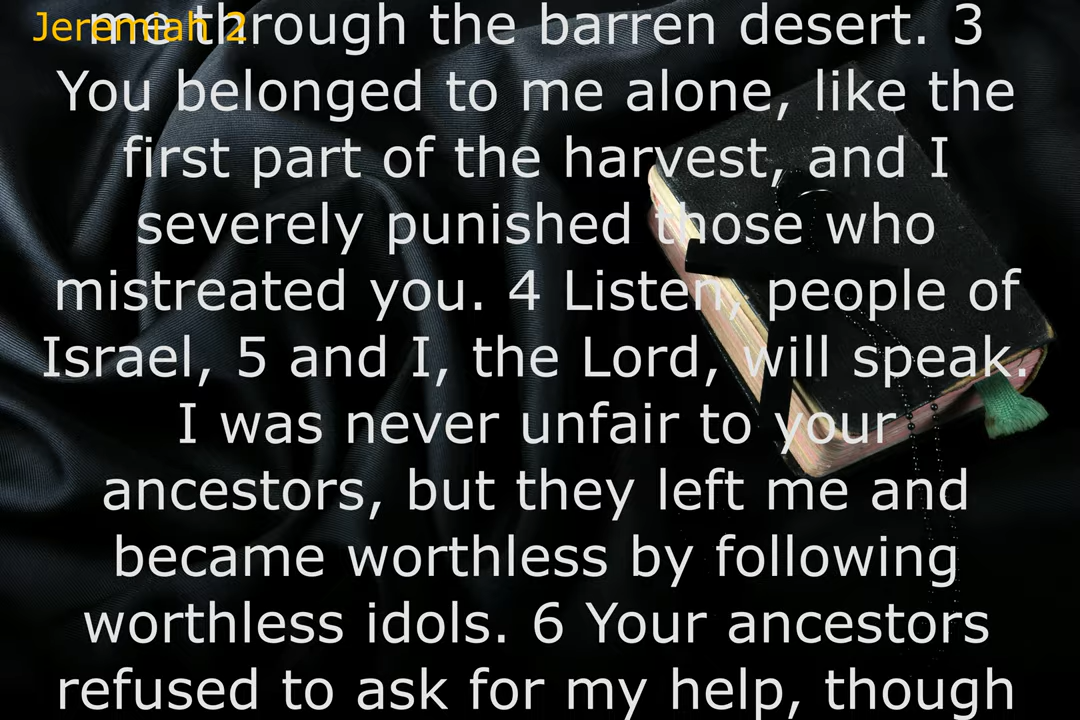 Jeremiah 2
me through the barren desert. 3
You belonged to me alone, like the
first part of the harvest, and I
severely punished those who
mistreated you. 4 Listen, people of
Israel, 5 and I, the Lord, will speak.
I was never unfair to your
ancestors, but they left me and
became worthless by following
worthless idols. 6 Your ancestors
refused to ask for my help, though